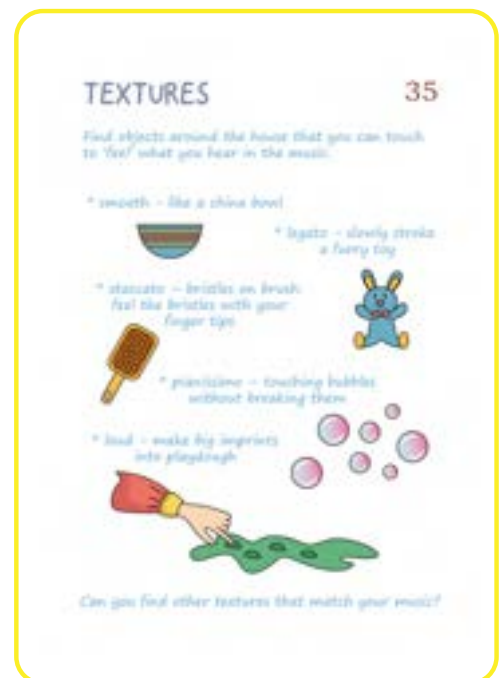 TEXTURES
35
Find objects around the house that you can touch
to 'feel' what you hear in the music.
* smooth - like a china bowl
* legato - slowly stroke
a furry toy
* staccato - bristles on brush
feel the bristles with your
finger tips
* pianissimo - touching bubbles
without breaking them
* loud - make big imprints
into playdough
Can you find other textures that match your music?